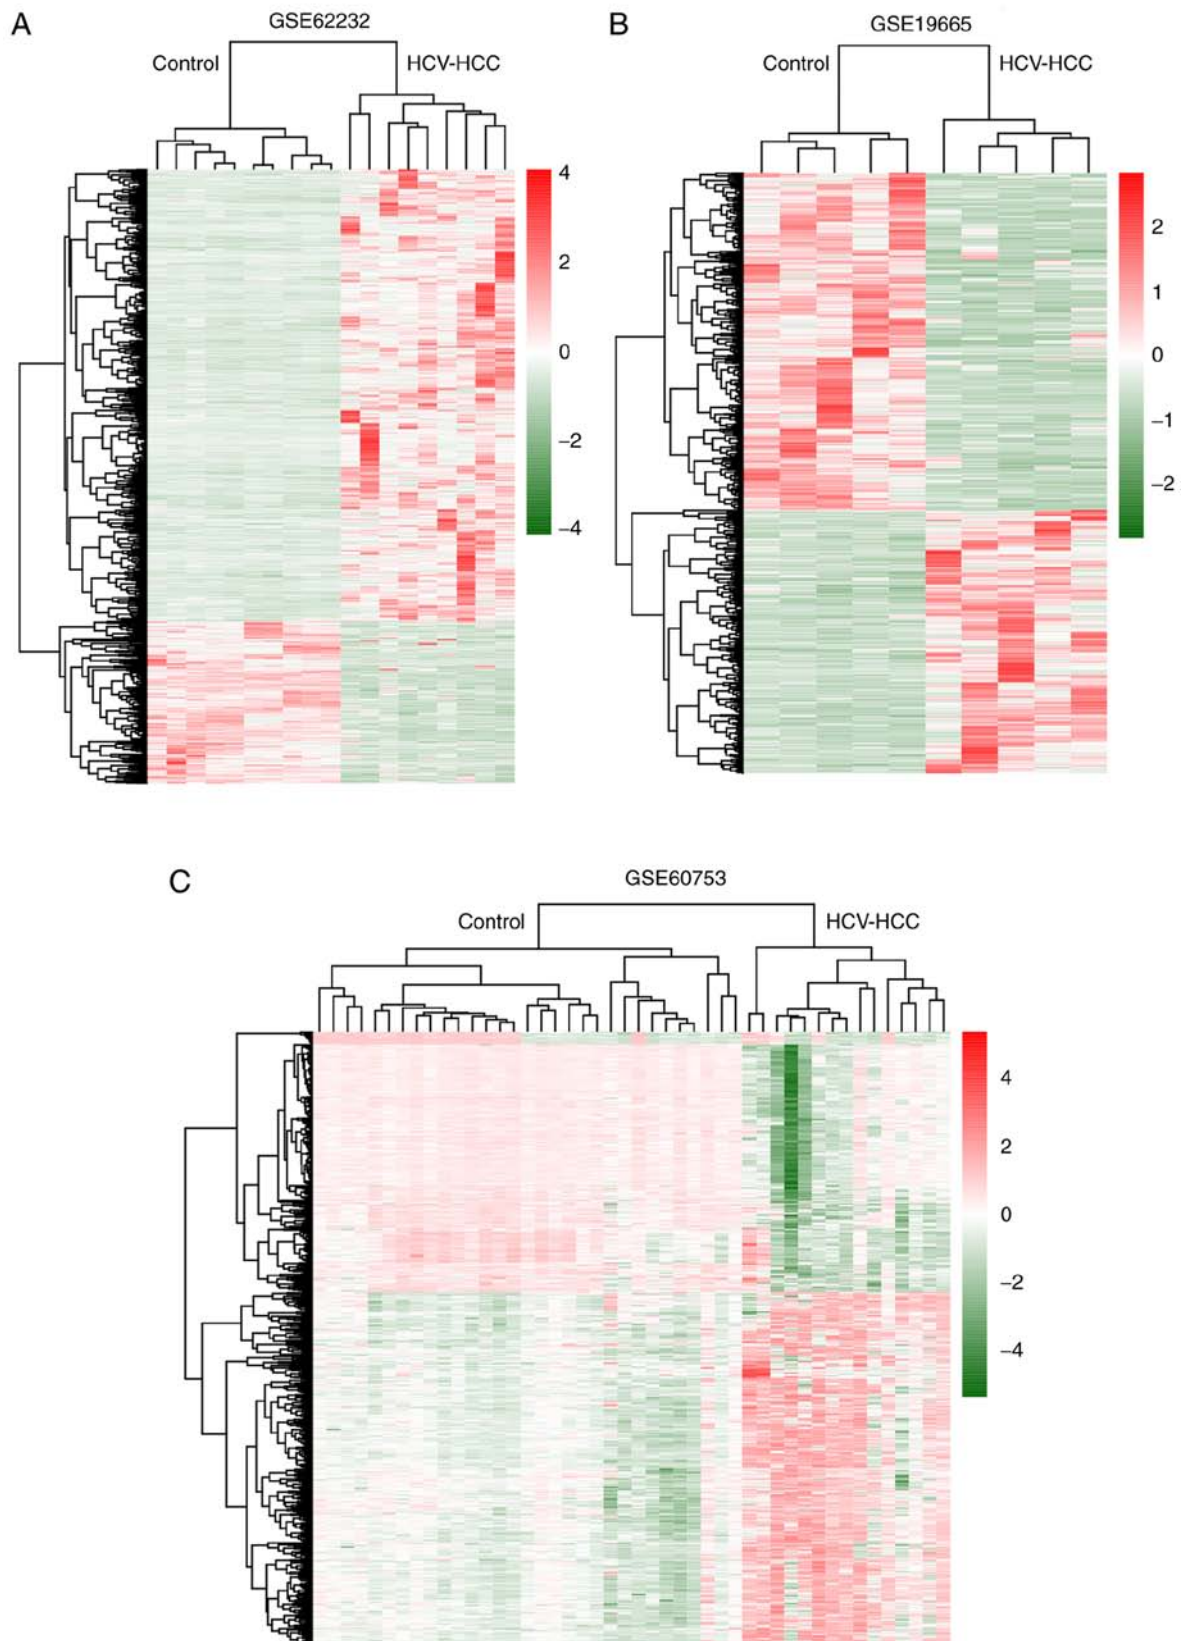 A
GSE62232
Control
HCV-HCC
4
2
0
−2
−4
B
GSE19665
Control
HCV-HCC
2
1
0
−1
−2
C
GSE60753
Control
HCV-HCC
4
2
0
−2
−4